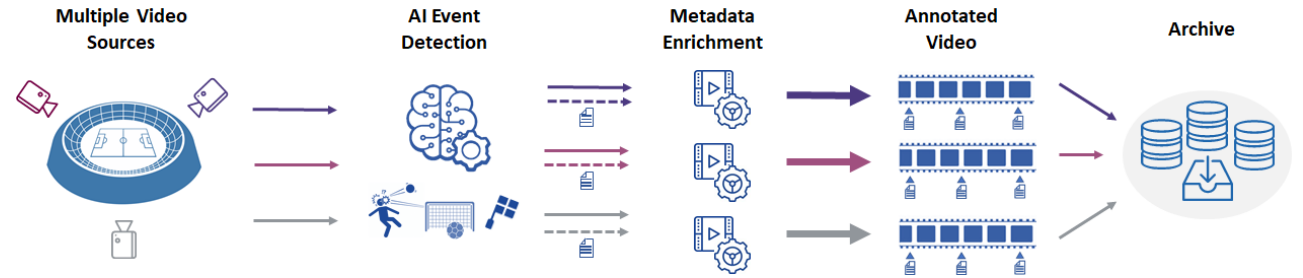 Multiple Video
Sources
AI Event
Detection
Metadata
Enrichment
Annotated
Video
Archive